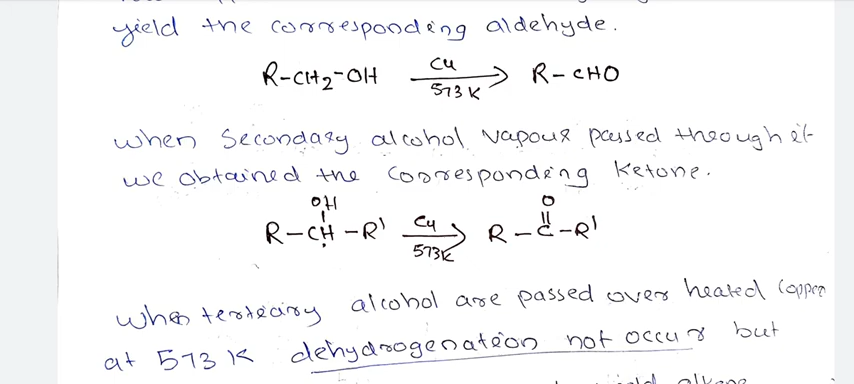 yield the corresponding aldehyde.
R-CH2-OH Cu 573 K R-CHO
when Secondary alcohol vapour passed through it
we obtained the corresponding ketone.
OH O
R-CH-R' Cu 573K R-C-R'
When tertiary alcohol are passed over heated Copper
at 573 K dehydrogenation not occur but